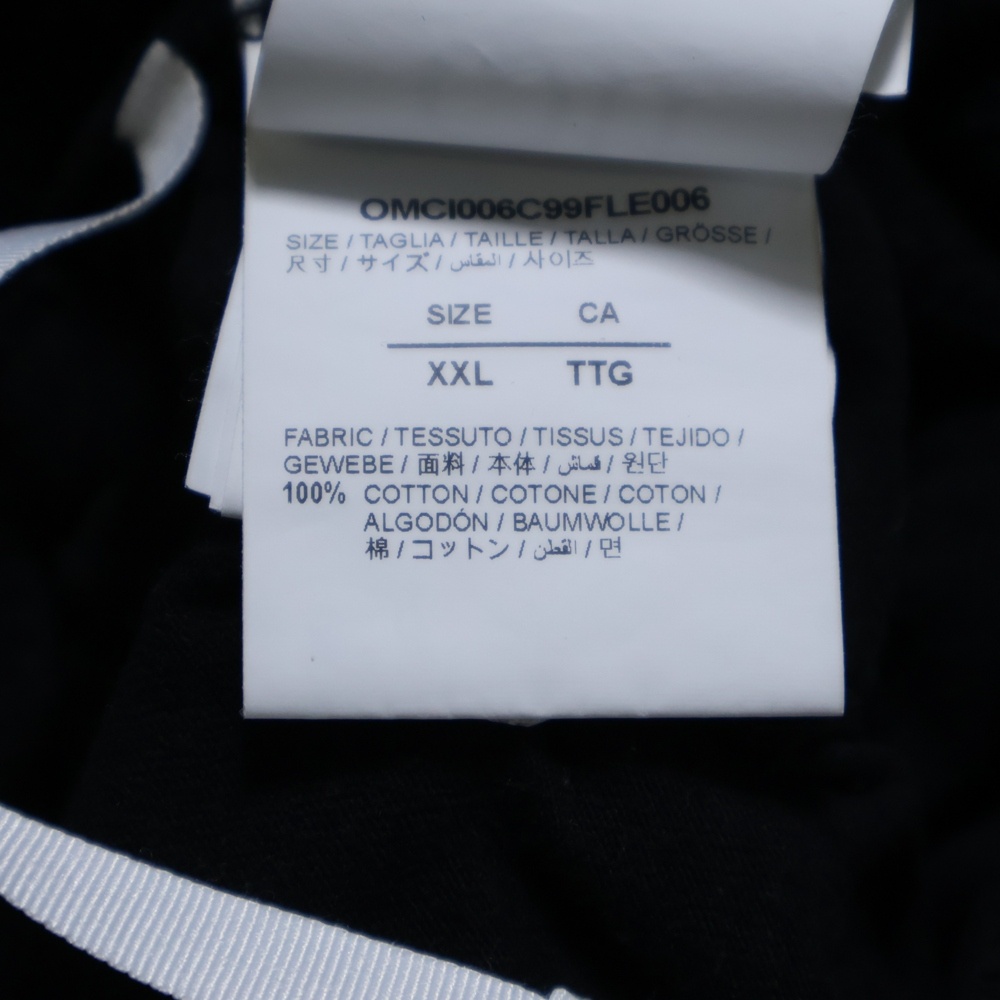 OMCI006C99FLE006
SIZE / TAGLIA / TAILLE / TALLA / GRÖSSE /
尺寸 / サイズ / المقاس / 사이즈
SIZE CA
XXL TTG
FABRIC / TESSUTO / TISSUS / TEJIDO /
GEWEBE / 面料 / 本体 / قماش / 원단
100% COTTON / COTONE / COTON /
ALGODÓN / BAUMWOLLE /
棉 / コットン / القطن / 면